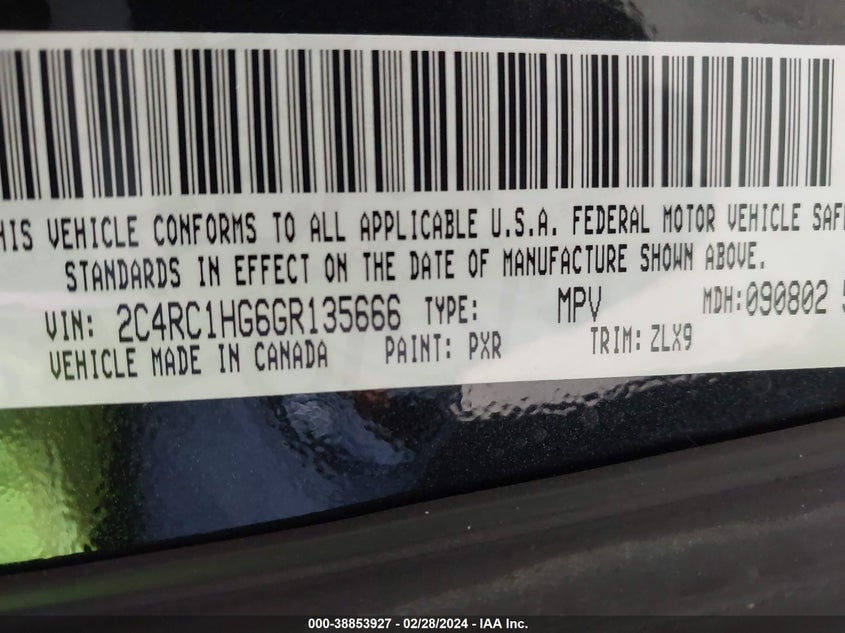 HIS VEHICLE CONFORMS TO ALL APPLICABLE U.S.A. FEDERAL MOTOR VEHICLE SAFE
STANDARDS IN EFFECT ON THE DATE OF MANUFACTURE SHOWN ABOVE.
VIN: 2C4RC1HG6GR135666 TYPE: MPV MDH: 090802 5
VEHICLE MADE IN CANADA PAINT: PXR TRIM: ZLX9
000-38853927 - 02/28/2024 - IAA Inc.